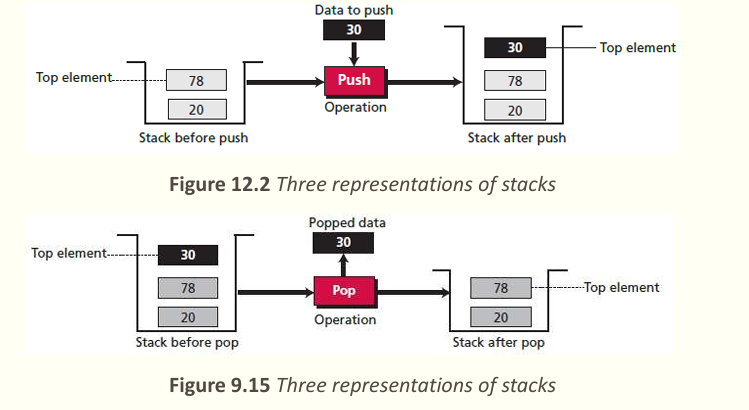 Data to push
30
30
Top element
Top element
78
Push
78
20
Operation
20
Stack before push
Stack after push
Figure 12.2 Three representations of stacks
Popped data
30
Top element
30
78
Pop
78
Top element
20
Operation
20
Stack before pop
Stack after pop
Figure 9.15 Three representations of stacks